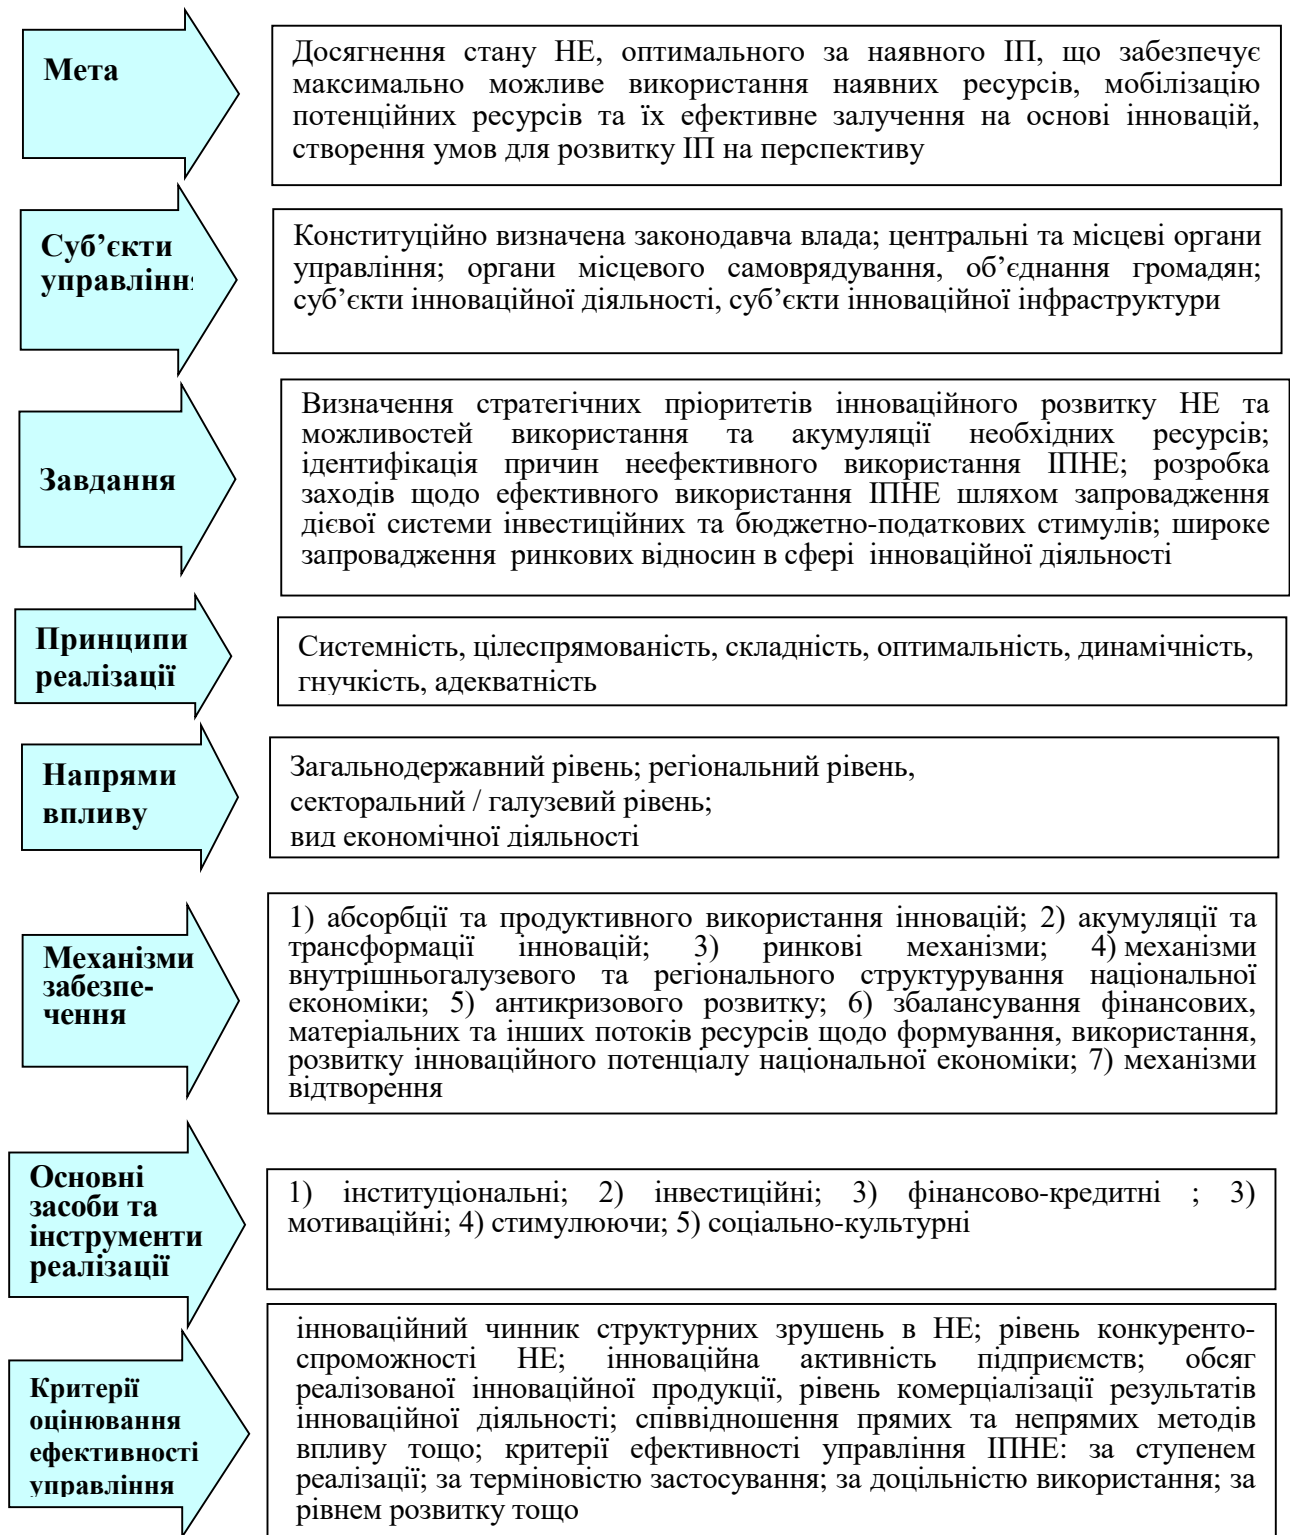 Мета
Досягнення стану НЕ, оптимального за наявного ІП, що забезпечує
максимально можливе використання наявних ресурсів, мобілізацію
потенційних ресурсів та їх ефективне залучення на основі інновацій,
створення умов для розвитку ІП на перспективу
Суб’єкти
управління
Конституційно визначена законодавча влада; центральні та місцеві органи
управління; органи місцевого самоврядування, об’єднання громадян;
суб’єкти інноваційної діяльності, суб’єкти інноваційної інфраструктури
Завдання
Визначення стратегічних пріоритетів інноваційного розвитку НЕ та
можливостей використання та акумуляції необхідних ресурсів;
ідентифікація причин неефективного використання ІПНЕ; розробка
заходів щодо ефективного використання ІПНЕ шляхом запровадження
дієвої системи інвестиційних та бюджетно-податкових стимулів; широке
запровадження ринкових відносин в сфері інноваційної діяльності
Принципи
реалізації
Системність, цілеспрямованість, складність, оптимальність, динамічність,
гнучкість, адекватність
Напрями
впливу
Загальнодержавний рівень; регіональний рівень,
секторальний / галузевий рівень;
вид економічної діяльності
Механізми
забезпе-
чення
1) абсорбції та продуктивного використання інновацій; 2) акумуляції та
трансформації інновацій; 3) ринкові механізми; 4) механізми
внутрішньогалузевого та регіонального структурування національної
економіки; 5) антикризового розвитку; 6) збалансування фінансових,
матеріальних та інших потоків ресурсів щодо формування, використання,
розвитку інноваційного потенціалу національної економіки; 7) механізми
відтворення
Основні
засоби та
інструменти
реалізації
1) інституціональні; 2) інвестиційні; 3) фінансово-кредитні ; 3)
мотиваційні; 4) стимулюючи; 5) соціально-культурні
Критерії
оцінювання
ефективності
управління
інноваційний чинник структурних зрушень в НЕ; рівень конкуренто-
спроможності НЕ; інноваційна активність підприємств; обсяг
реалізованої інноваційної продукції, рівень комерціалізації результатів
інноваційної діяльності; співвідношення прямих та непрямих методів
впливу тощо; критерії ефективності управління ІПНЕ: за ступенем
реалізації; за терміновістю застосування; за доцільністю використання; за
рівнем розвитку тощо